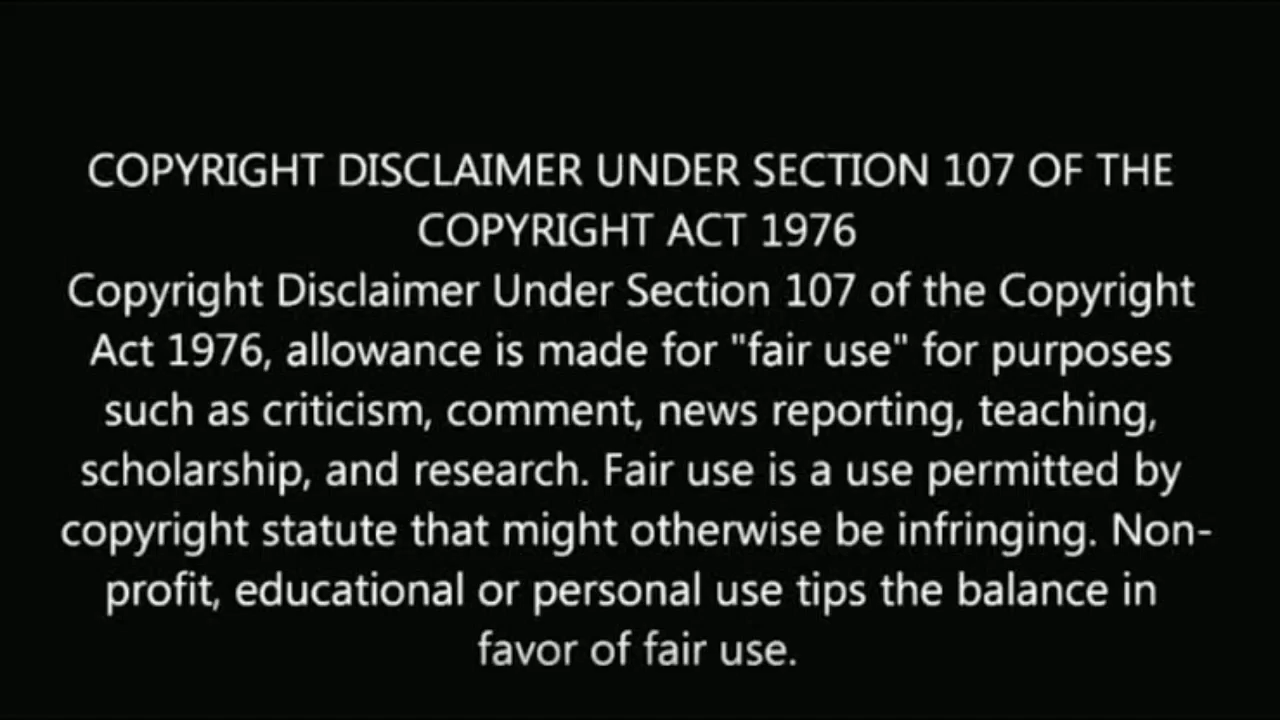 COPYRIGHT DISCLAIMER UNDER SECTION 107 OF THE
COPYRIGHT ACT 1976
Copyright Disclaimer Under Section 107 of the Copyright
Act 1976, allowance is made for "fair use" for purposes
such as criticism, comment, news reporting, teaching,
scholarship, and research. Fair use is a use permitted by
copyright statute that might otherwise be infringing. Non-
profit, educational or personal use tips the balance in
favor of fair use.